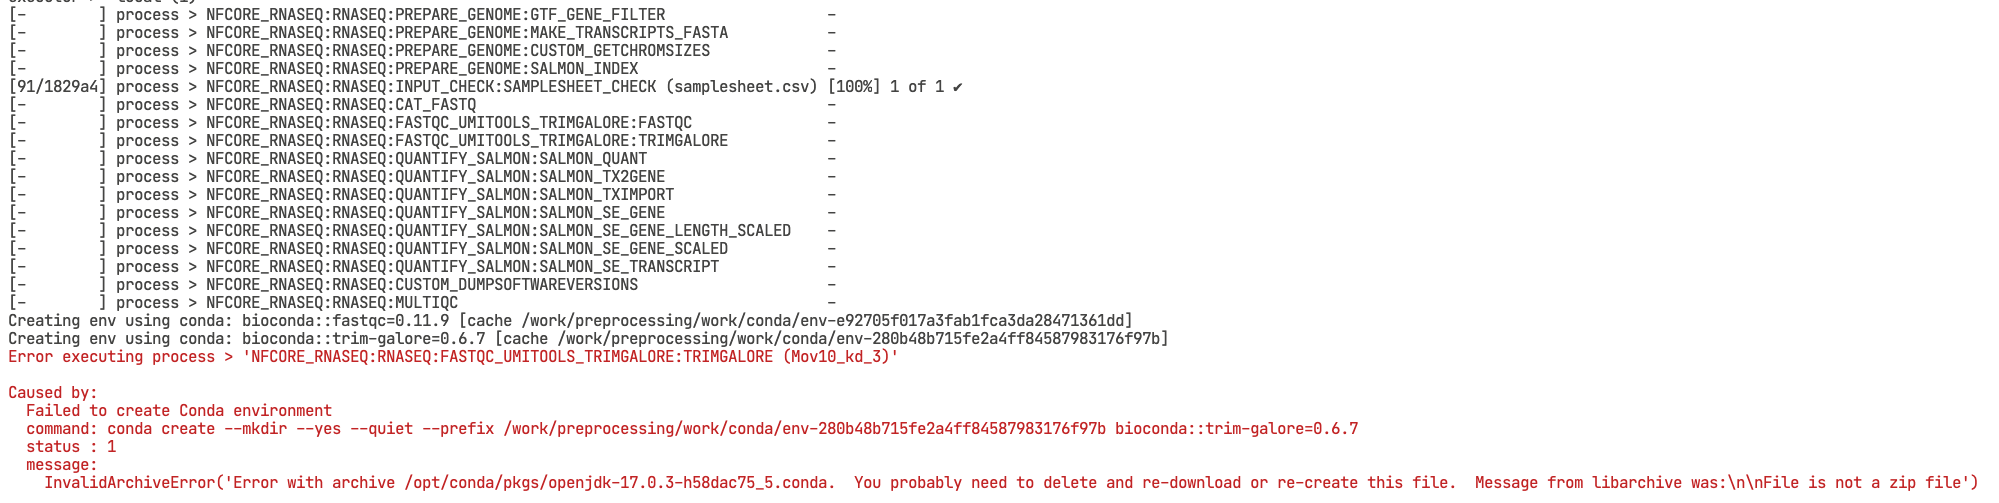 [-        ] process > NFCORE_RNASEQ:RNASEQ:PREPARE_GENOME:GTF_GENE_FILTER                  -
[-        ] process > NFCORE_RNASEQ:RNASEQ:PREPARE_GENOME:MAKE_TRANSCRIPTS_FASTA           -
[-        ] process > NFCORE_RNASEQ:RNASEQ:PREPARE_GENOME:CUSTOM_GETCHROMSIZES             -
[-        ] process > NFCORE_RNASEQ:RNASEQ:PREPARE_GENOME:SALMON_INDEX                     -
[91/1829a4] process > NFCORE_RNASEQ:RNASEQ:INPUT_CHECK:SAMPLESHEET_CHECK (samplesheet.csv) [100%] 1 of 1 ✔
[-        ] process > NFCORE_RNASEQ:RNASEQ:CAT_FASTQ                                       -
[-        ] process > NFCORE_RNASEQ:RNASEQ:FASTQC_UMITOOLS_TRIMGALORE:FASTQC               -
[-        ] process > NFCORE_RNASEQ:RNASEQ:FASTQC_UMITOOLS_TRIMGALORE:TRIMGALORE           -
[-        ] process > NFCORE_RNASEQ:RNASEQ:QUANTIFY_SALMON:SALMON_QUANT                    -
[-        ] process > NFCORE_RNASEQ:RNASEQ:QUANTIFY_SALMON:SALMON_TX2GENE                  -
[-        ] process > NFCORE_RNASEQ:RNASEQ:QUANTIFY_SALMON:SALMON_TXIMPORT                 -
[-        ] process > NFCORE_RNASEQ:RNASEQ:QUANTIFY_SALMON:SALMON_SE_GENE                  -
[-        ] process > NFCORE_RNASEQ:RNASEQ:QUANTIFY_SALMON:SALMON_SE_GENE_LENGTH_SCALED    -
[-        ] process > NFCORE_RNASEQ:RNASEQ:QUANTIFY_SALMON:SALMON_SE_GENE_SCALED           -
[-        ] process > NFCORE_RNASEQ:RNASEQ:QUANTIFY_SALMON:SALMON_SE_TRANSCRIPT            -
[-        ] process > NFCORE_RNASEQ:RNASEQ:CUSTOM_DUMPSOFTWAREVERSIONS                     -
[-        ] process > NFCORE_RNASEQ:RNASEQ:MULTIQC                                         -
Creating env using conda: bioconda::fastqc=0.11.9 [cache /work/preprocessing/work/conda/env-e92705f017a3fab1fca3da28471361dd]
Creating env using conda: bioconda::trim-galore=0.6.7 [cache /work/preprocessing/work/conda/env-280b48b715fe2a4ff84587983176f97b]
Error executing process > 'NFCORE_RNASEQ:RNASEQ:FASTQC_UMITOOLS_TRIMGALORE:TRIMGALORE (Mov10_kd_3)'
Caused by:
  Failed to create Conda environment
  command: conda create --mkdir --yes --quiet --prefix /work/preprocessing/work/conda/env-280b48b715fe2a4ff84587983176f97b bioconda::trim-galore=0.6.7
  status : 1
  message:
    InvalidArchiveError('Error with archive /opt/conda/pkgs/openjdk-17.0.3-h58dac75_5.conda.  You probably need to delete and re-download or re-create this file.  Message from libarchive was:\n\nFile is not a zip file')